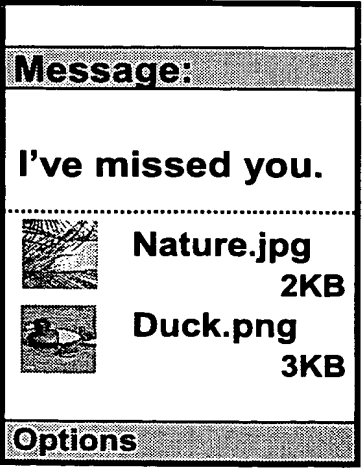 Message:
I've missed you.
Nature.jpg
2KB
Duck.png
3KB
Options